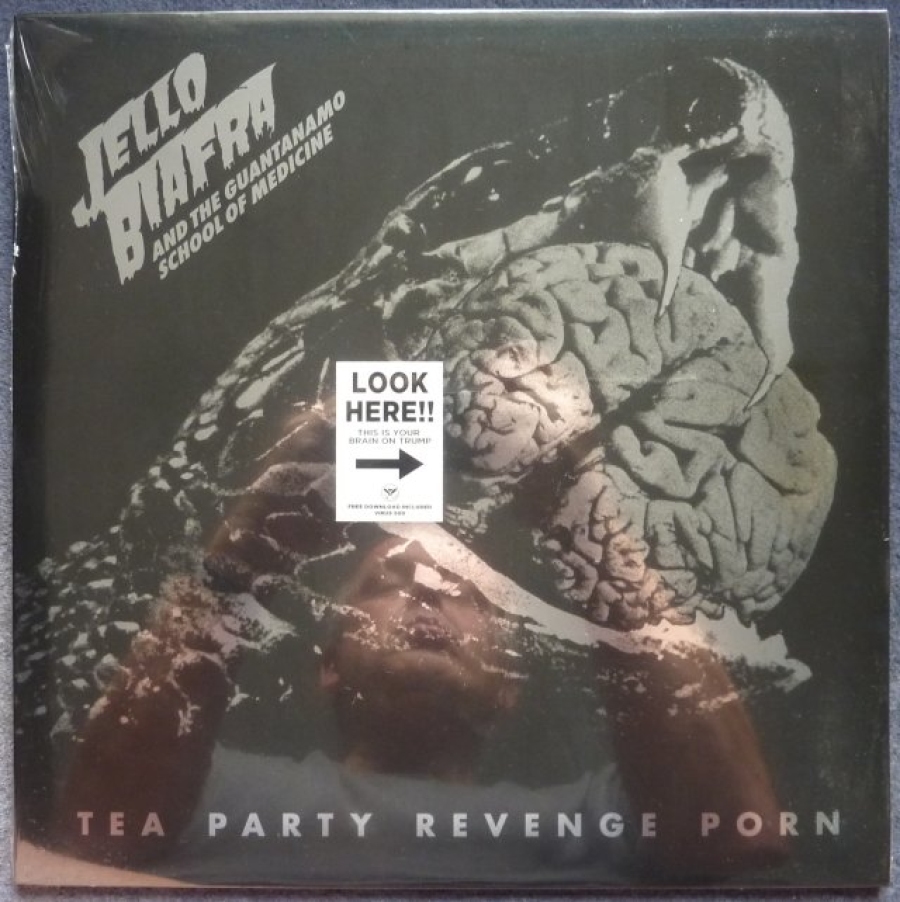 JELLO
BIAFRA
AND THE GUANTANAMO
SCHOOL OF MEDICINE
LOOK
HERE!!
THIS IS YOUR
BRAIN ON TRUMP
FREE DOWNLOAD INCLUDED
TEA PARTY REVENGE PORN